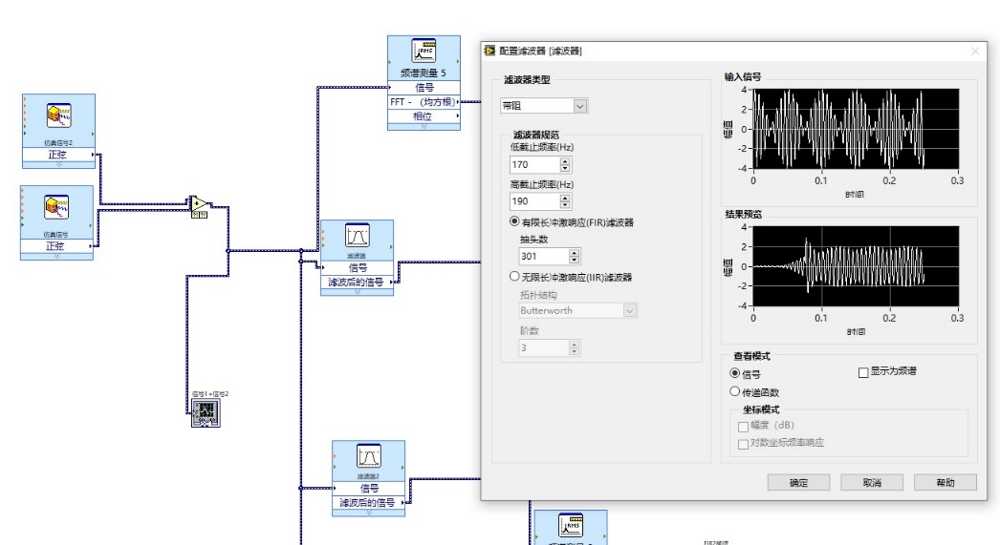 频谱测量 5
信号
FFT - (均方根)
相位
仿真信号2
正弦
仿真信号
正弦
滤波器
信号
滤波后的信号
信号1+信号2
滤波器2
信号
滤波后的信号
配置滤波器 [滤波器]
滤波器类型
带阻
滤波器规范
低截止频率(Hz)
170
高截止频率(Hz)
190
有限长冲激响应(FIR)滤波器
抽头数
301
无限长冲激响应(IIR)滤波器
拓扑结构
Butterworth
阶数
3
输入信号
幅值
4
2
0
-2
-4
0 0.1 0.2 0.3
时间
结果预览
幅值
4
2
0
-2
-4
0 0.1 0.2 0.3
时间
查看模式
信号
显示为频谱
传递函数
坐标模式
幅度（dB）
对数坐标频率响应
确定 取消 帮助